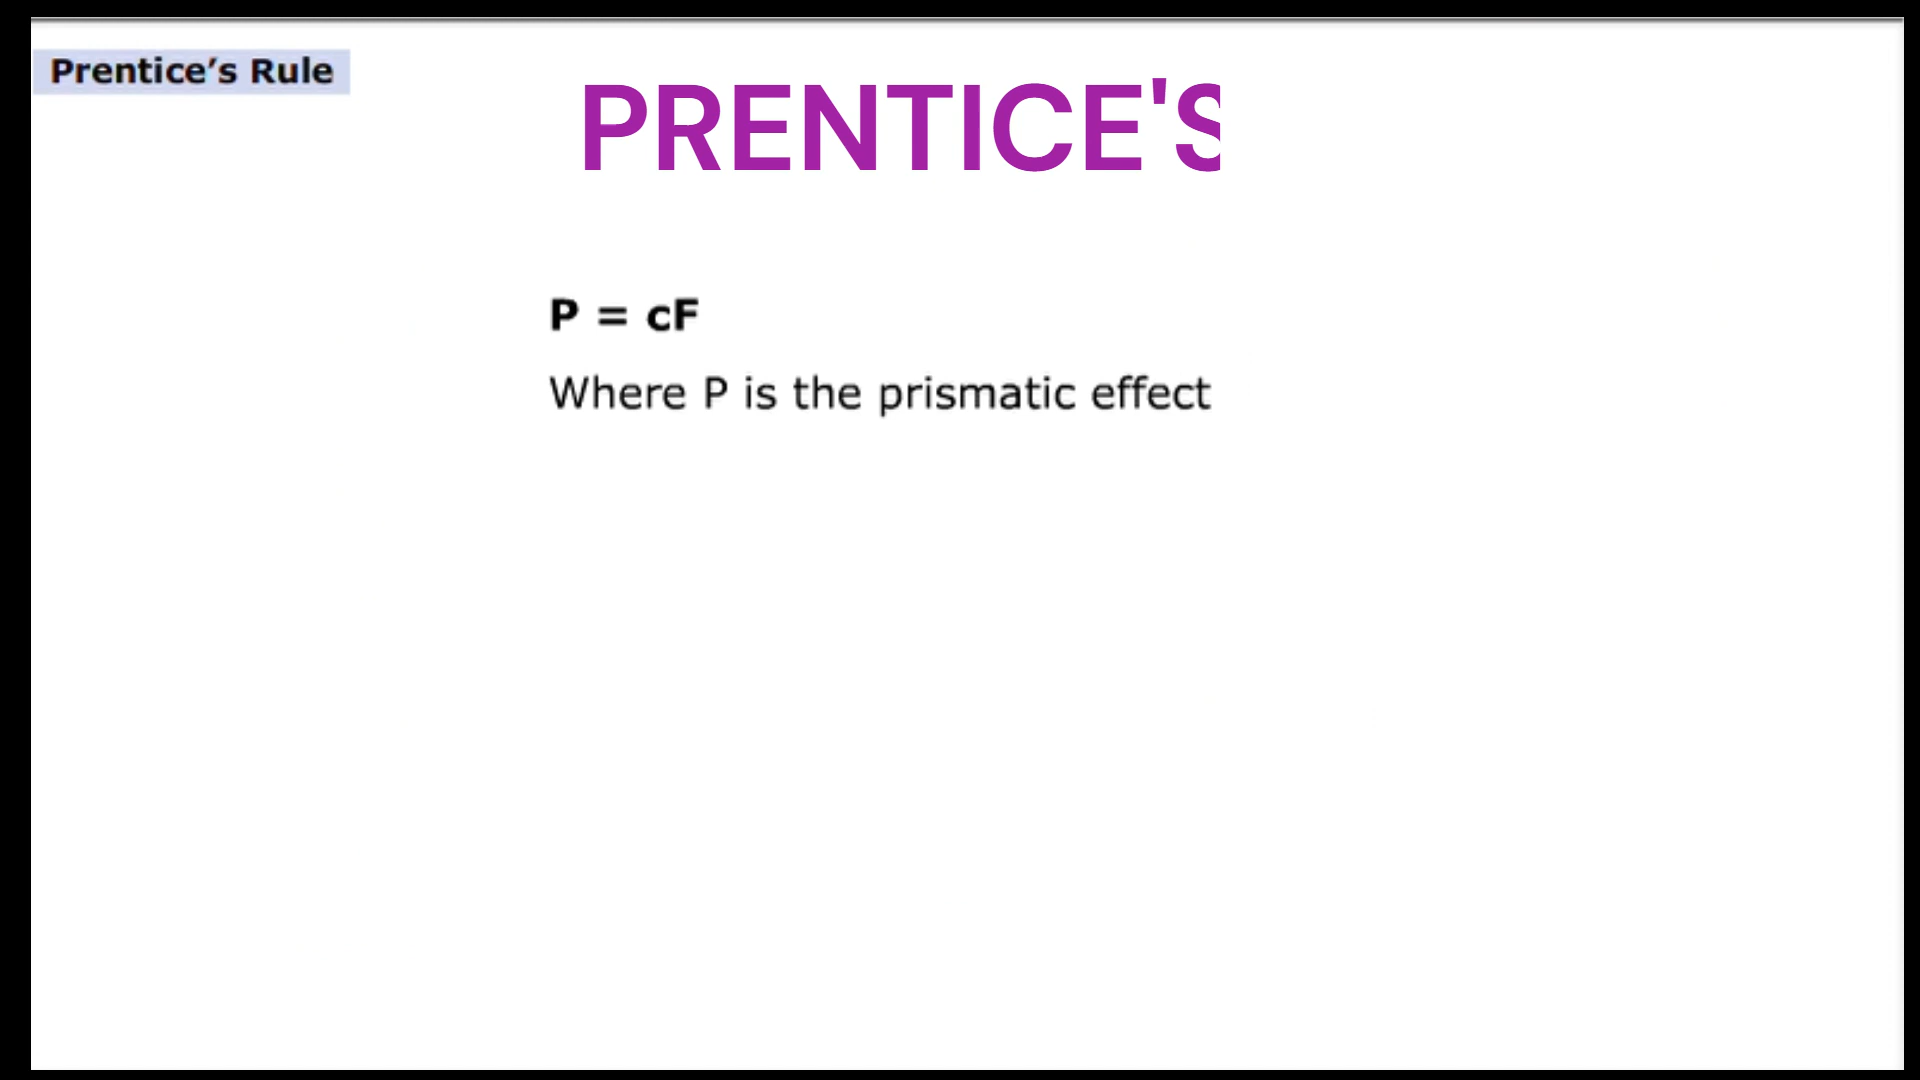 Prentice’s Rule
PRENTICE'S
P = cF
Where P is the prismatic effect